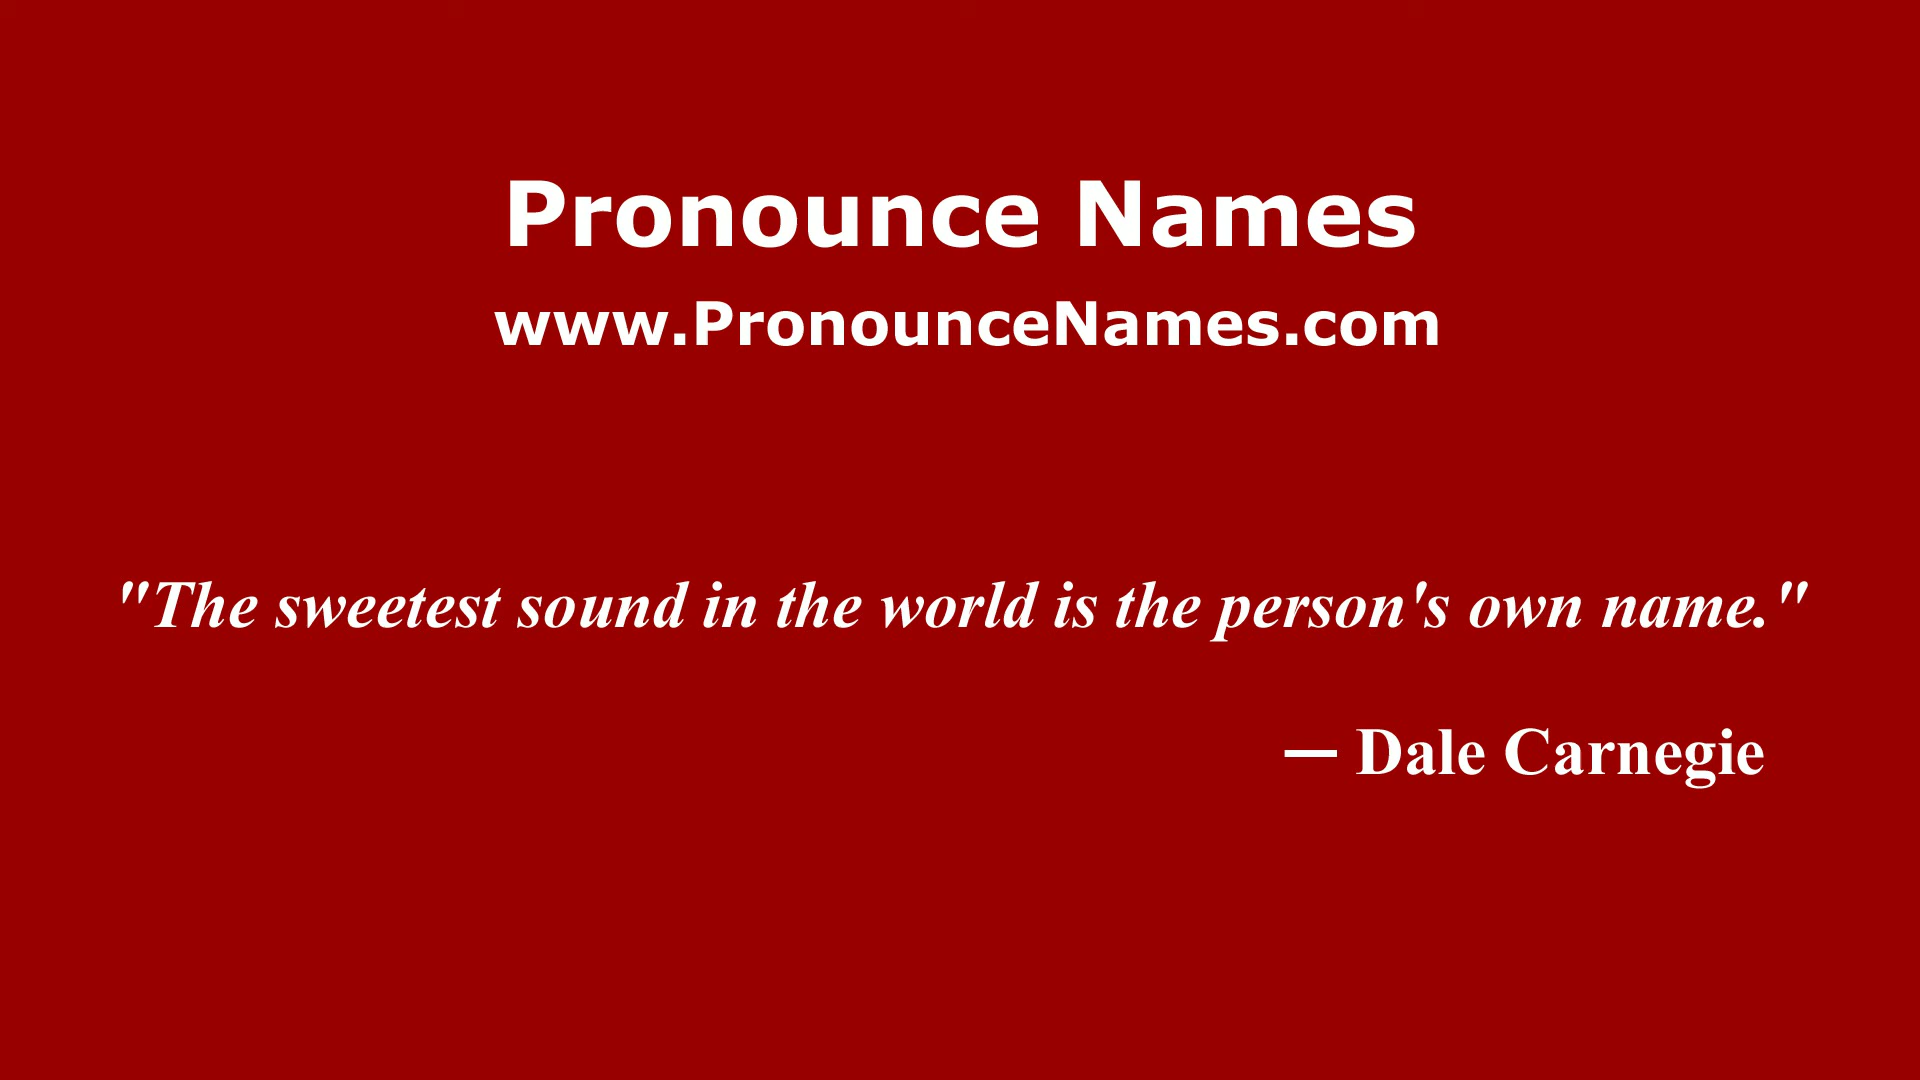 Pronounce Names
www.PronounceNames.com
"The sweetest sound in the world is the person's own name."
— Dale Carnegie